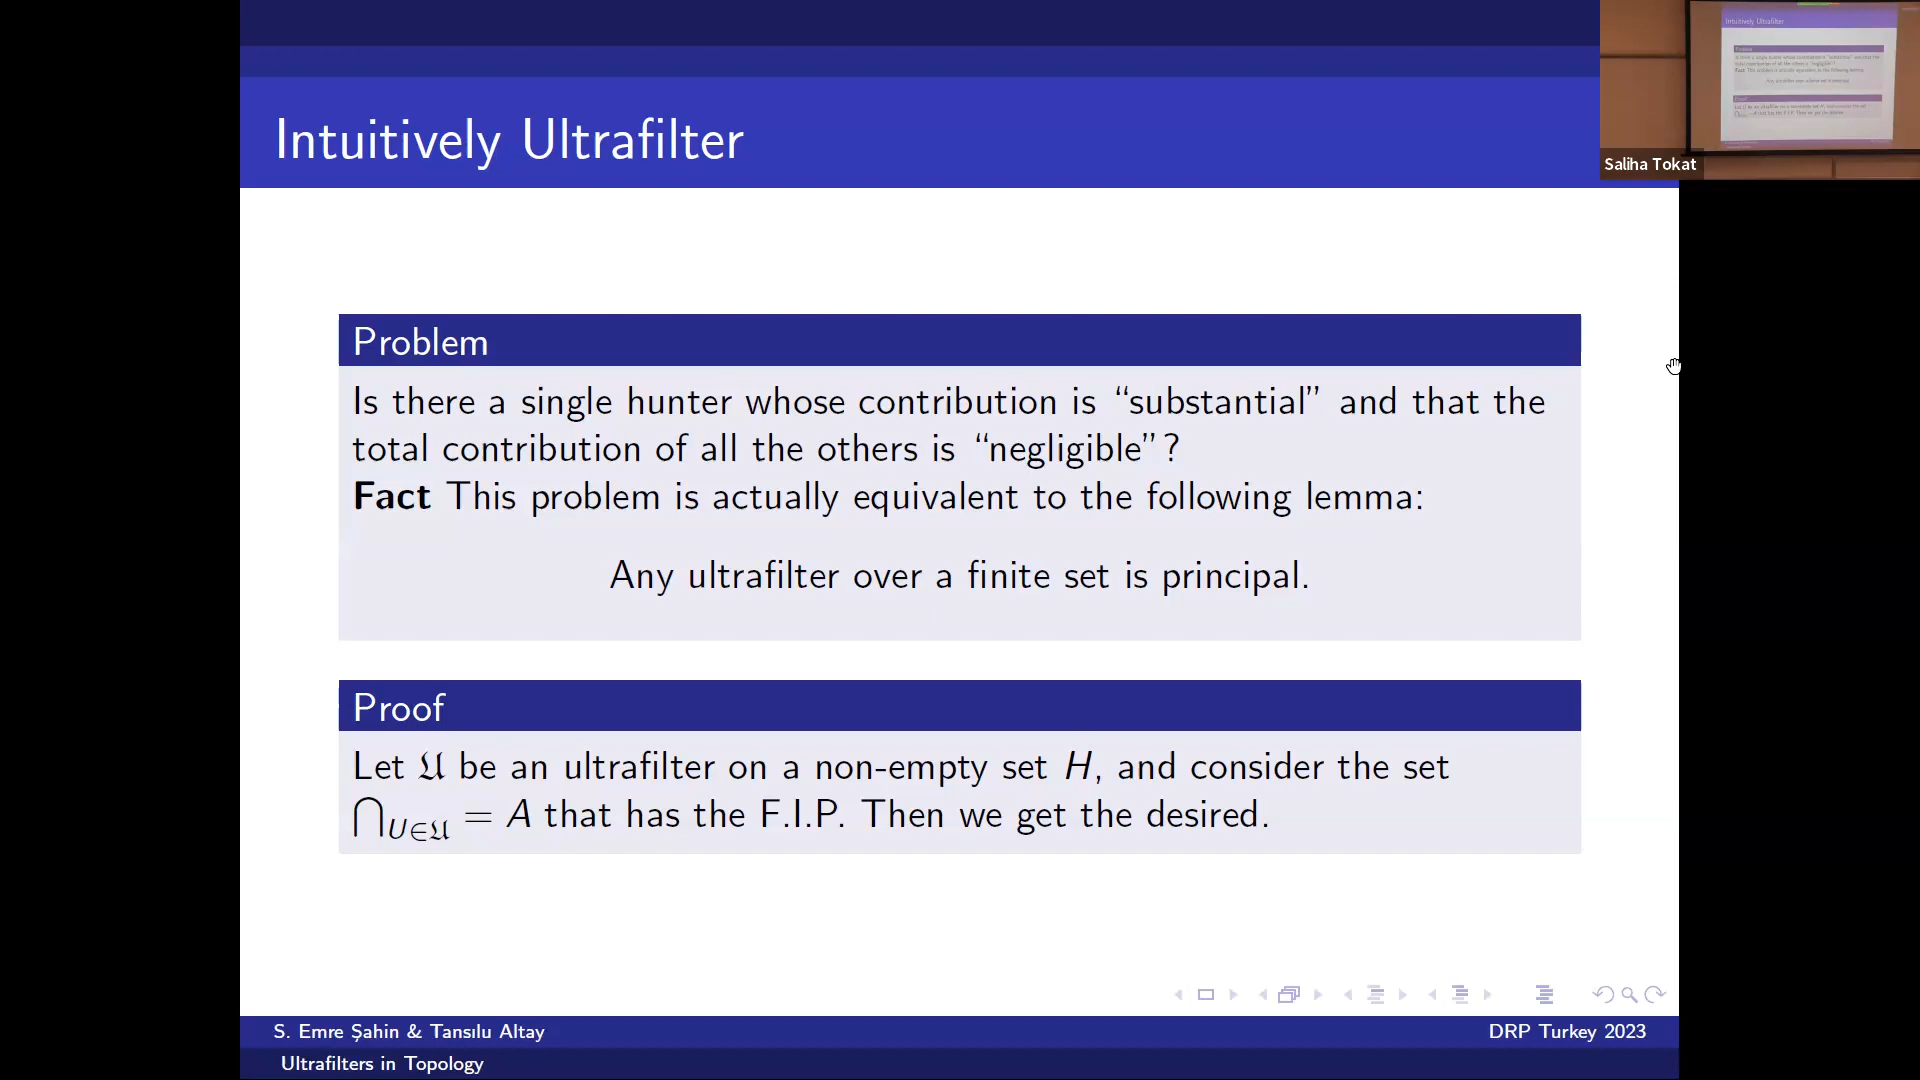 Intuitively Ultrafilter
Saliha Tokat
Problem
Is there a single hunter whose contribution is “substantial” and that the
total contribution of all the others is “negligible”?
Fact This problem is actually equivalent to the following lemma:
Any ultrafilter over a finite set is principal.
Proof
Let 𝔘 be an ultrafilter on a non-empty set H, and consider the set
⋂_{U∈𝔘} = A that has the F.I.P. Then we get the desired.
S. Emre Şahin & Tansılu Altay
DRP Turkey 2023
Ultrafilters in Topology